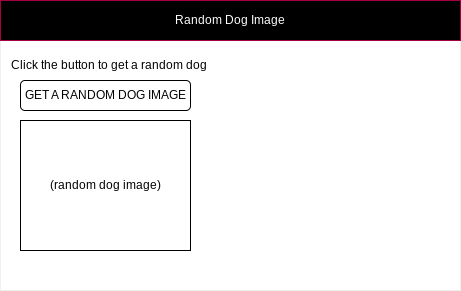 Random Dog Image
Click the button to get a random dog
GET A RANDOM DOG IMAGE
(random dog image)